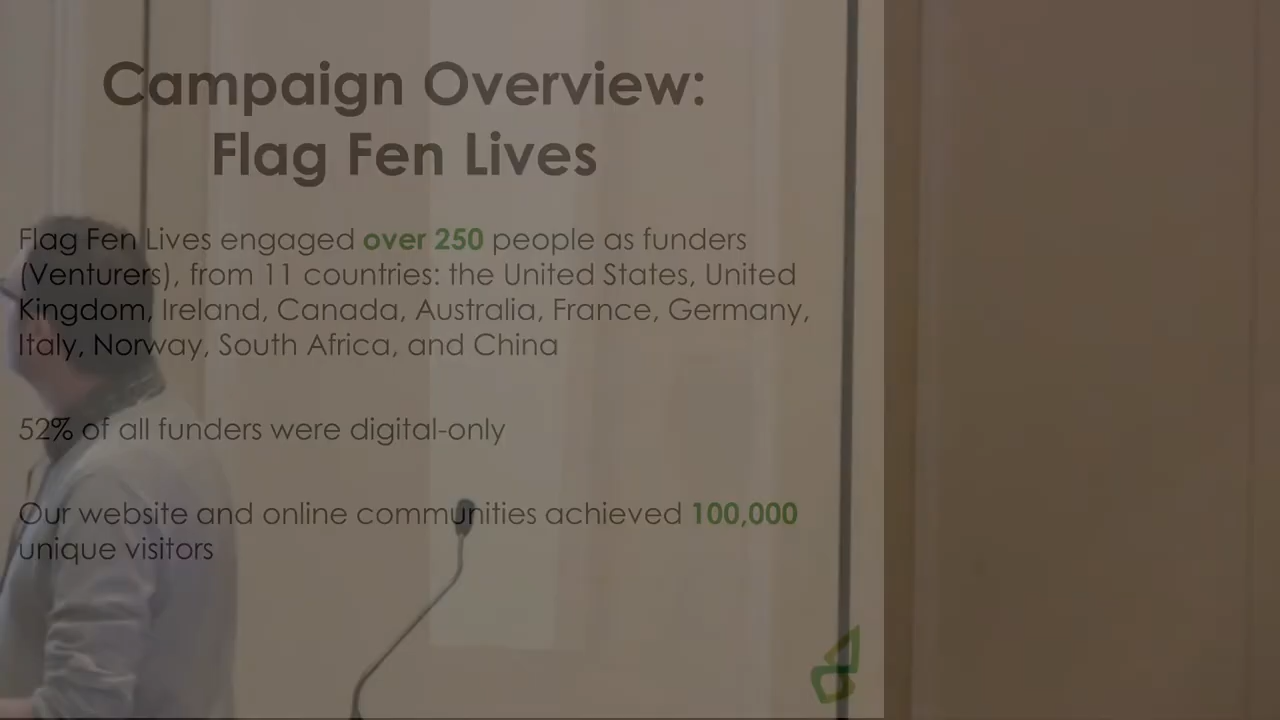 Campaign Overview:
Flag Fen Lives
Flag Fen Lives engaged over 250 people as funders
(Venturers), from 11 countries: the United States, United
Kingdom, Ireland, Canada, Australia, France, Germany,
Italy, Norway, South Africa, and China
52% of all funders were digital-only
Our website and online communities achieved 100,000
unique visitors